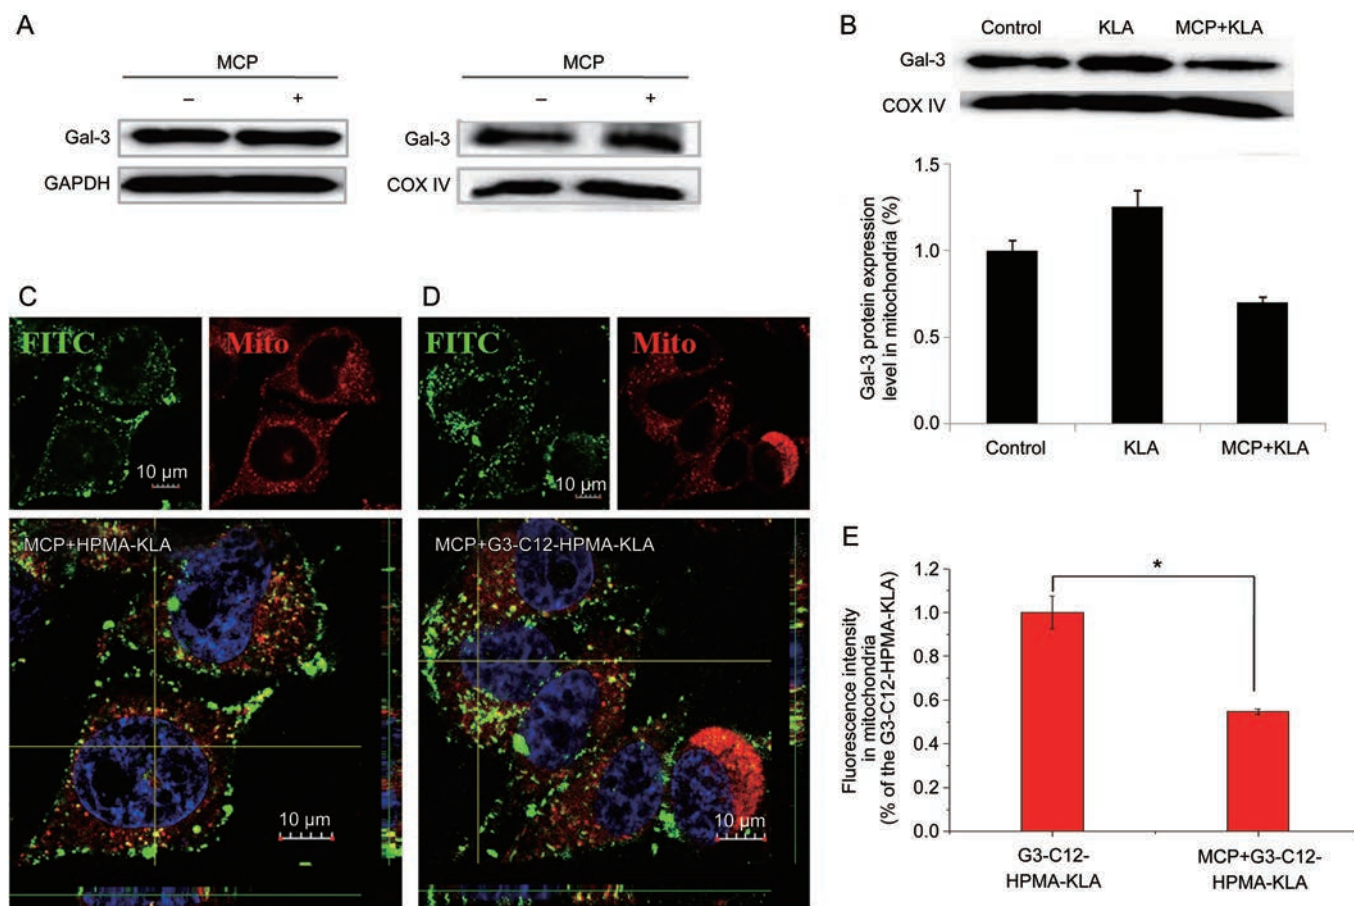 A
MCP
– +
Gal-3
GAPDH
MCP
– +
Gal-3
COX IV
B
Control KLA MCP+KLA
Gal-3
COX IV
Gal-3 protein expression
level in mitochondria (%)
1.5
1.0
0.5
0.0
Control KLA MCP+KLA
C
FITC
10 µm
Mito
MCP+HPMA-KLA
10 µm
D
FITC
10 µm
Mito
MCP+G3-C12-HPMA-KLA
10 µm
E
Fluorescence intensity
in mitochondria
(% of the G3-C12-HPMA-KLA)
1.2
1.0
0.8
0.6
0.4
0.2
0.0
*
G3-C12-
HPMA-KLA
MCP+G3-C12-
HPMA-KLA